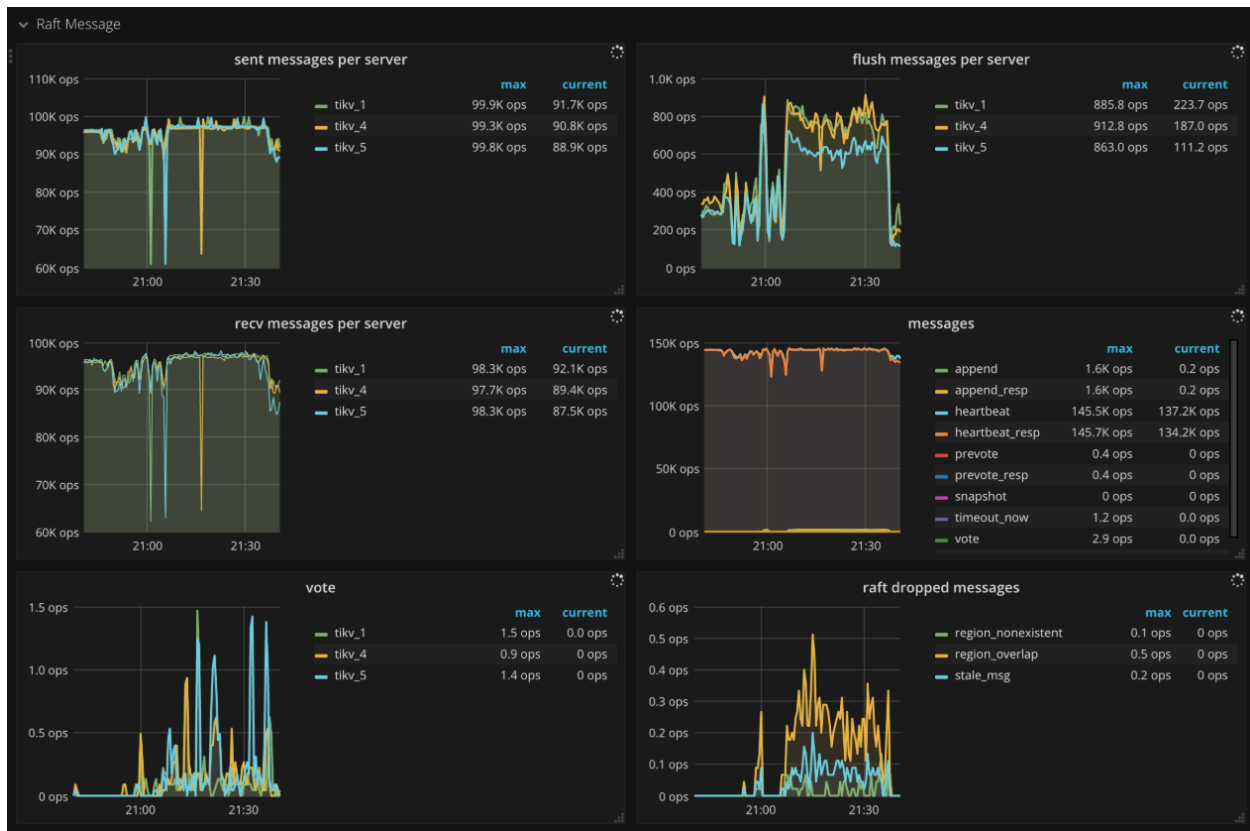 Raft Message
sent messages per server
110K ops
100K ops
90K ops
80K ops
70K ops
60K ops
21:00 21:30
max current
tikv_1 99.9K ops 91.7K ops
tikv_4 99.3K ops 90.8K ops
tikv_5 99.8K ops 88.9K ops
flush messages per server
1.0K ops
800 ops
600 ops
400 ops
200 ops
0 ops
21:00 21:30
max current
tikv_1 885.8 ops 223.7 ops
tikv_4 912.8 ops 187.0 ops
tikv_5 863.0 ops 111.2 ops
recv messages per server
100K ops
90K ops
80K ops
70K ops
60K ops
21:00 21:30
max current
tikv_1 98.3K ops 92.1K ops
tikv_4 97.7K ops 89.4K ops
tikv_5 98.3K ops 87.5K ops
messages
150K ops
100K ops
50K ops
0 ops
21:00 21:30
max current
append 1.6K ops 0.2 ops
append_resp 1.6K ops 0.2 ops
heartbeat 145.5K ops 137.2K ops
heartbeat_resp 145.7K ops 134.2K ops
prevote 0.4 ops 0 ops
prevote_resp 0.4 ops 0 ops
snapshot 0 ops 0 ops
timeout_now 1.2 ops 0.0 ops
vote 2.9 ops 0.0 ops
vote
1.5 ops
1.0 ops
0.5 ops
0 ops
21:00 21:30
max current
tikv_1 1.5 ops 0.0 ops
tikv_4 0.9 ops 0 ops
tikv_5 1.4 ops 0 ops
raft dropped messages
0.6 ops
0.5 ops
0.4 ops
0.3 ops
0.2 ops
0.1 ops
0 ops
21:00 21:30
max current
region_nonexistent 0.1 ops 0 ops
region_overlap 0.5 ops 0 ops
stale_msg 0.2 ops 0 ops